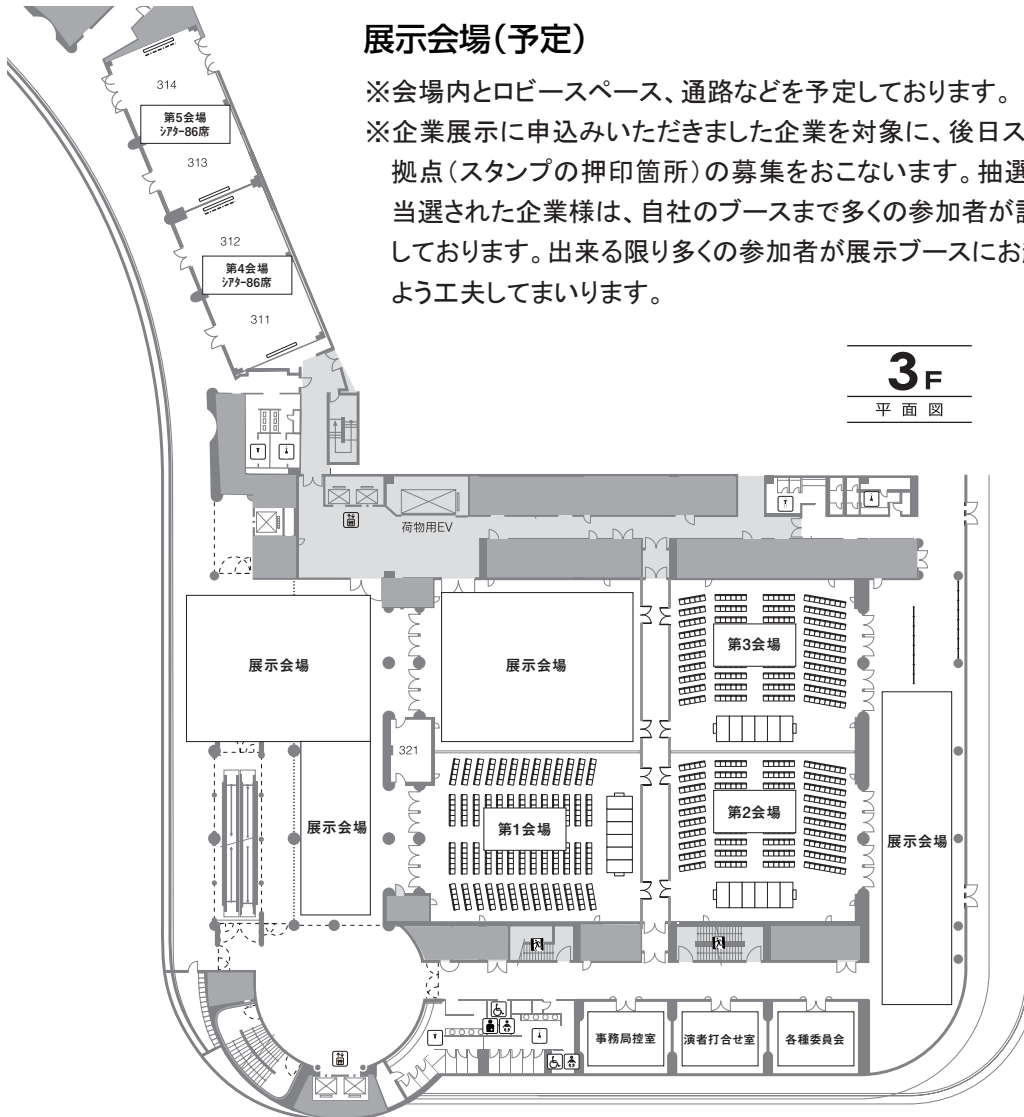 展示会場(予定)
※会場内とロビースペース、通路などを予定しております。
※企業展示に申込みいただきました企業を対象に、後日ス
拠点(スタンプの押印箇所)の募集をおこないます。抽選
当選された企業様は、自社のブースまで多くの参加者が
しております。出来る限り多くの参加者が展示ブースにお
よう工夫してまいります。
3F
平面図
314
第5会場
シアター86席
313
312
第4会場
シアター86席
311
荷物用EV
展示会場
展示会場
第3会場
321
展示会場
第1会場
第2会場
展示会場
事務局控室
演者打合せ室
各種委員会